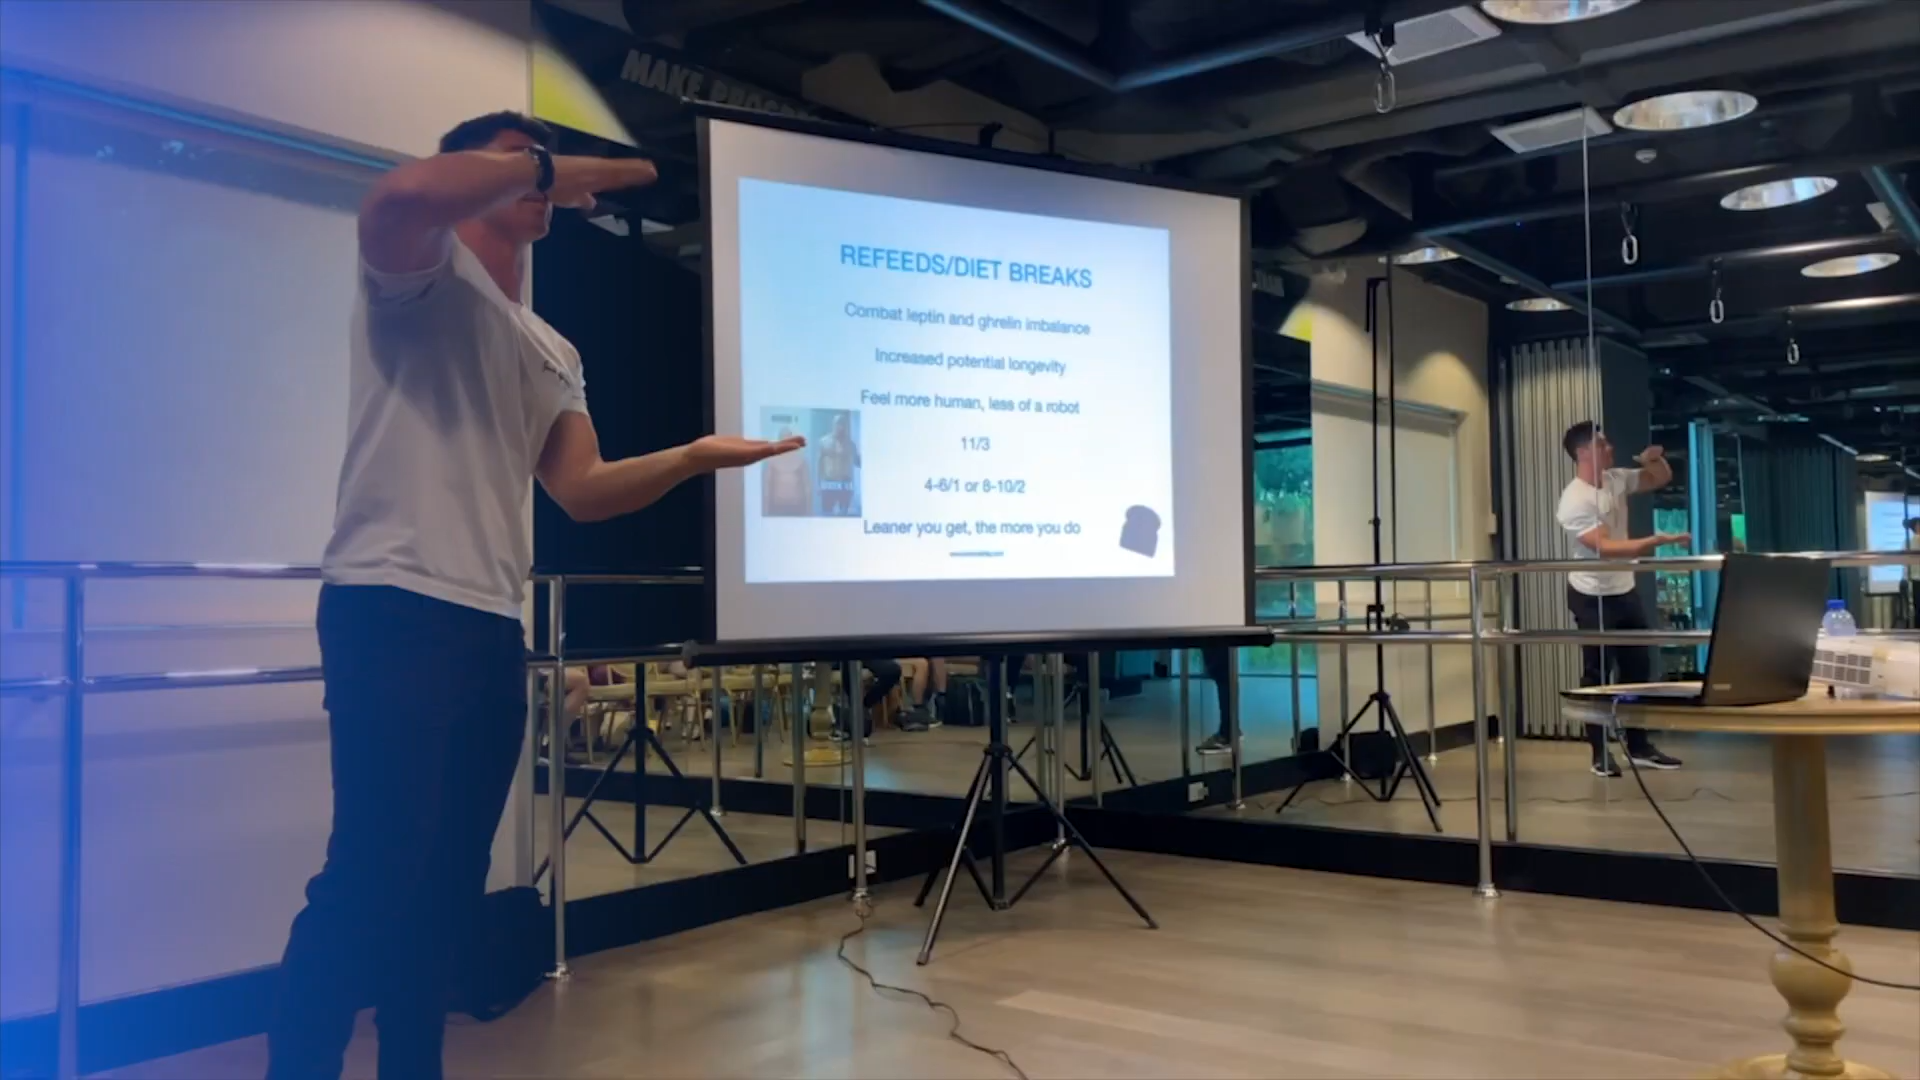 MAKE
REFEEDS/DIET BREAKS
Combat leptin and ghrelin imbalance
Increased potential longevity
Feel more human, less of a robot
11/3
4-6/1 or 8-10/2
Leaner you get, the more you do